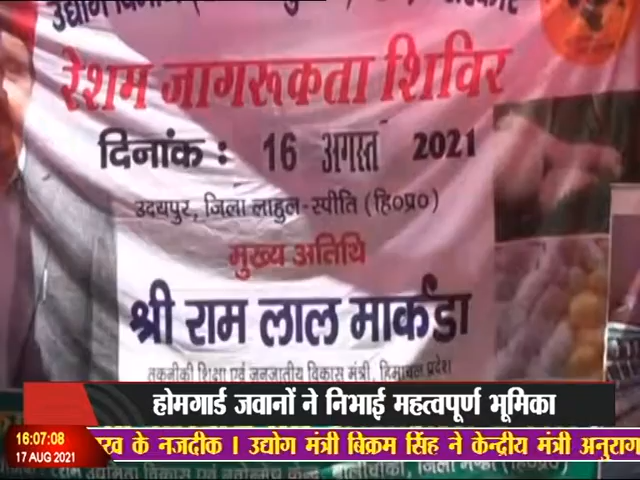 उद्योग
रेशम जागरूकता शिविर
दिनांक : 16 अगस्त 2021
उदयपुर, जिला लाहुल-स्पीति (हि०प्र०)
मुख्य अतिथि
श्री राम लाल मार्कंडा
तकनीकी शिक्षा एवं जनजातीय विकास मंत्री, हिमाचल प्रदेश
होमगार्ड जवानों ने निभाई महत्वपूर्ण भूमिका
16:07:08
के नजदीक । उद्योग मंत्री बिक्रम सिंह ने केन्द्रीय मंत्री अनुराग
17 AUG 2021